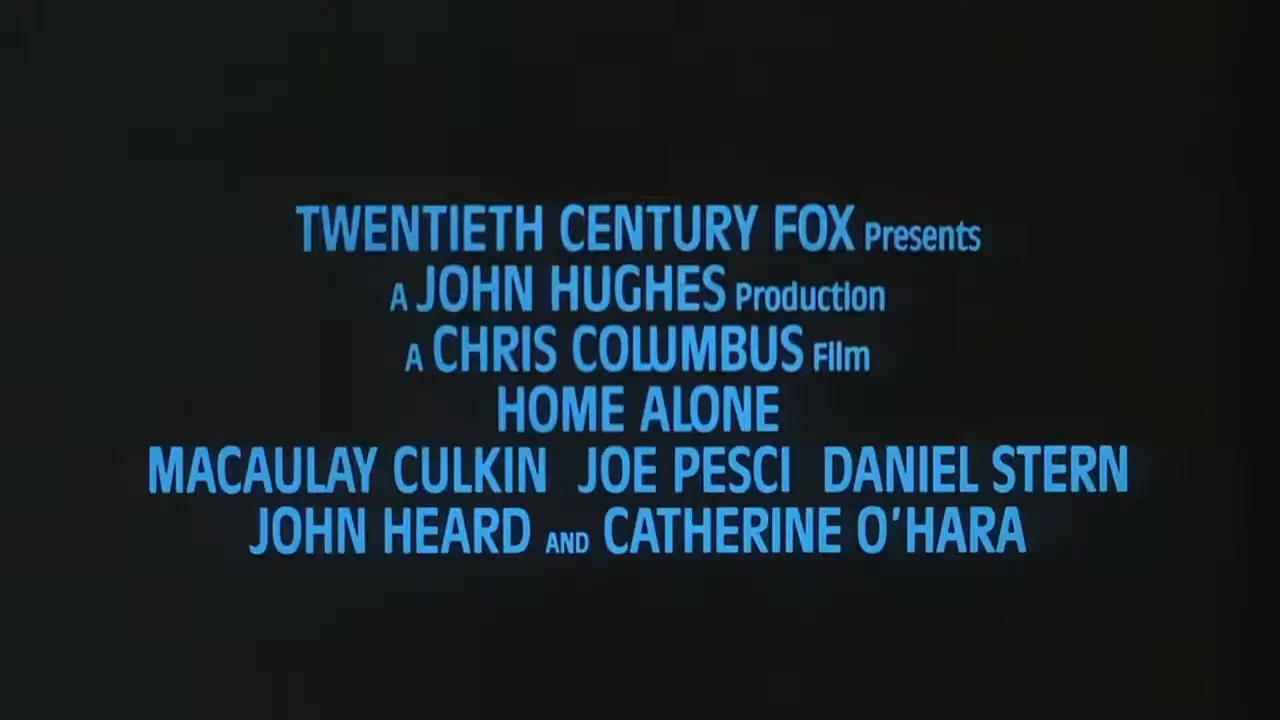 TWENTIETH CENTURY FOX Presents
A JOHN HUGHES Production
A CHRIS COLUMBUS Film
HOME ALONE
MACAULAY CULKIN JOE PESCI DANIEL STERN
JOHN HEARD AND CATHERINE O'HARA